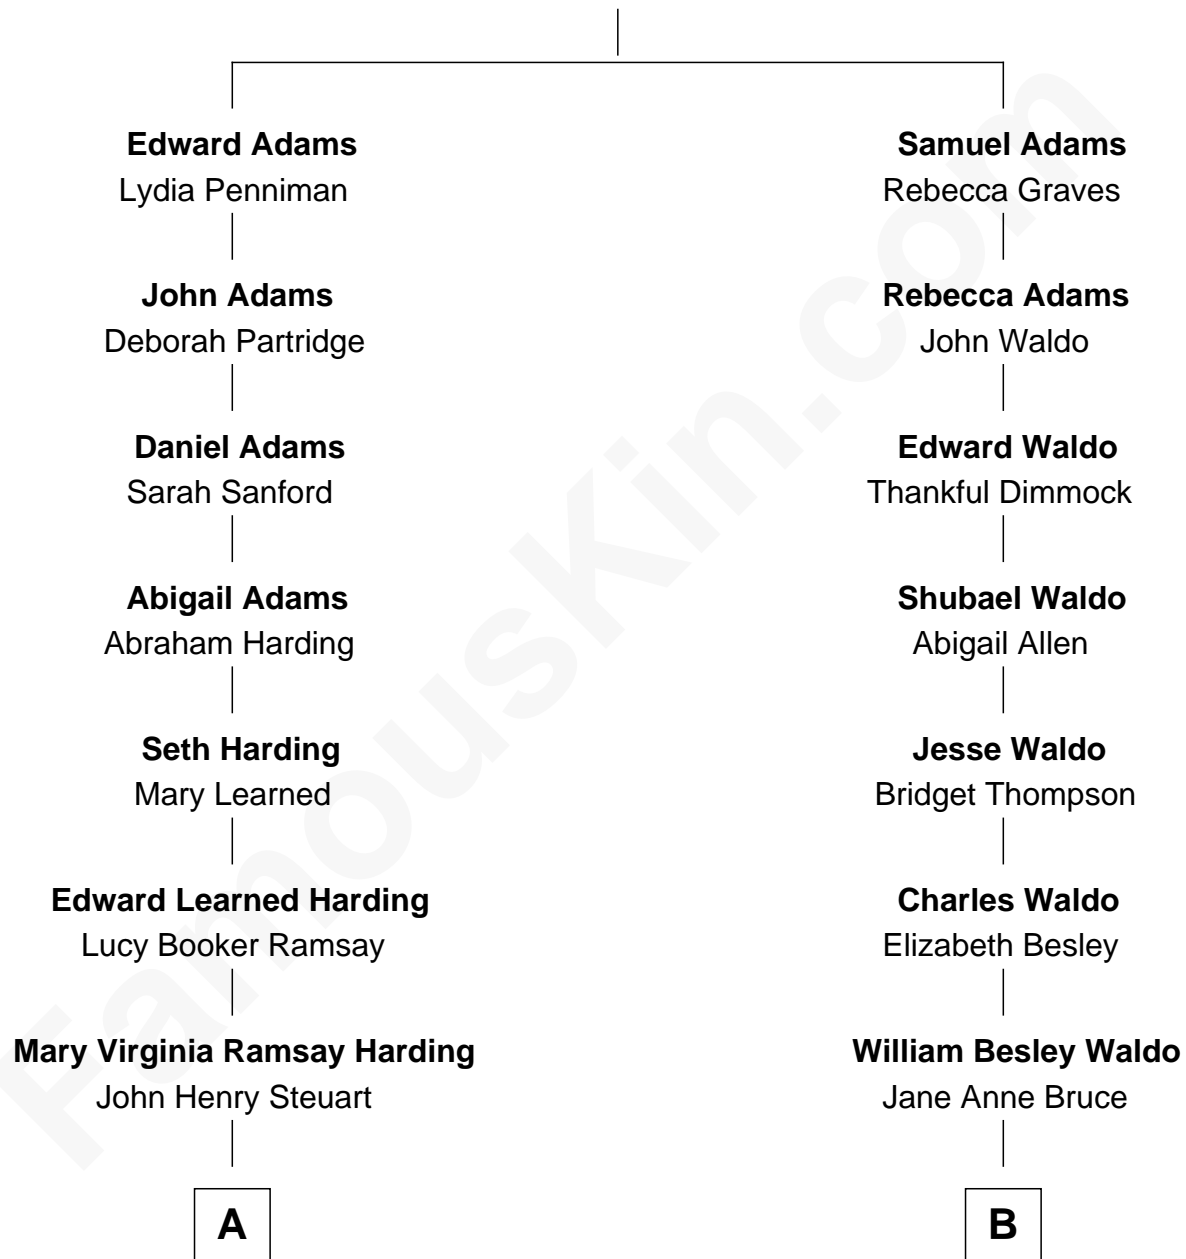 Edward Adams
Lydia Penniman
John Adams
Deborah Partridge
Daniel Adams
Sarah Sanford
Abigail Adams
Abraham Harding
Seth Harding
Mary Learned
Edward Learned Harding
Lucy Booker Ramsay
Mary Virginia Ramsay Harding
John Henry Steuart
A
Samuel Adams
Rebecca Graves
Rebecca Adams
John Waldo
Edward Waldo
Thankful Dimmock
Shubael Waldo
Abigail Allen
Jesse Waldo
Bridget Thompson
Charles Waldo
Elizabeth Besley
William Besley Waldo
Jane Anne Bruce
B
FamousKin.com